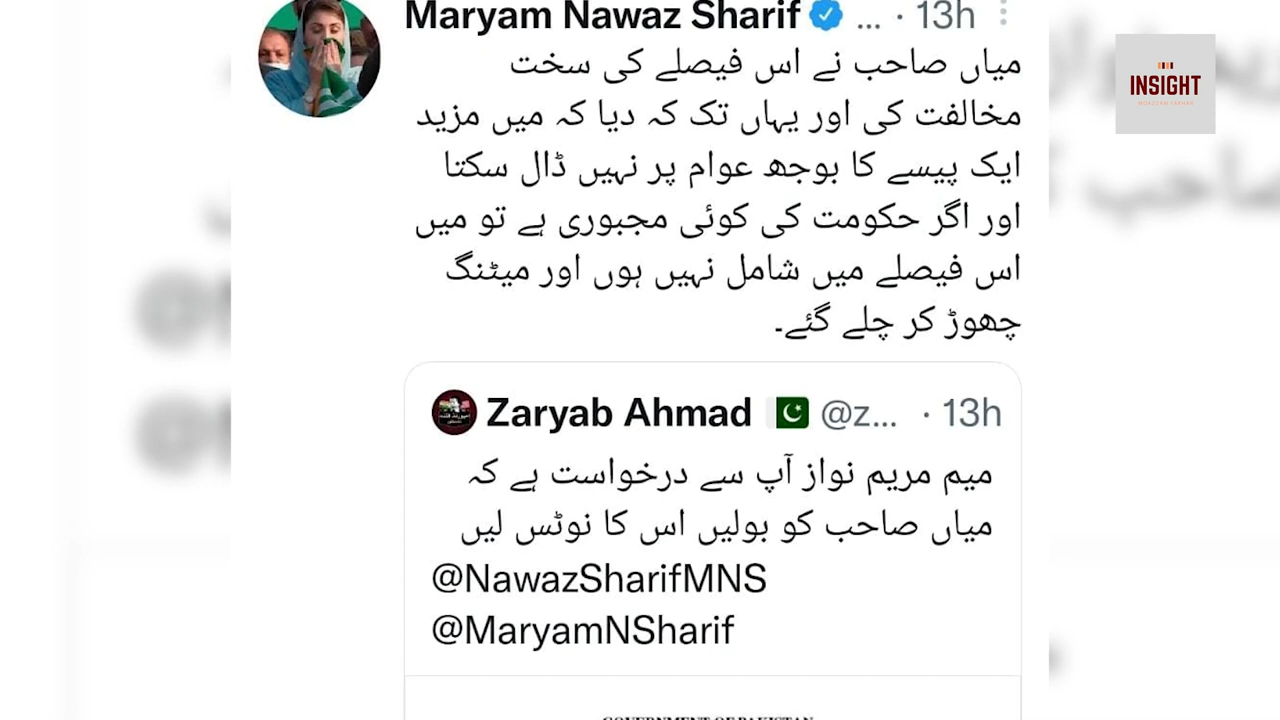 Maryam Nawaz Sharif ... · 13h
میاں صاحب نے اس فیصلے کی سخت
مخالفت کی اور یہاں تک کہ دیا کہ میں مزید
ایک پیسے کا بوجھ عوام پر نہیں ڈال سکتا
اور اگر حکومت کی کوئی مجبوری ہے تو میں
اس فیصلے میں شامل نہیں ہوں اور میٹنگ
چھوڑ کر چلے گئے۔
Zaryab Ahmad 🇵🇰 @z... · 13h
میم مریم نواز آپ سے درخواست ہے کہ
میاں صاحب کو بولیں اس کا نوٹس لیں
@NawazSharifMNS
@MaryamNSharif
GOVERNMENT OF PAKISTAN
INSIGHT